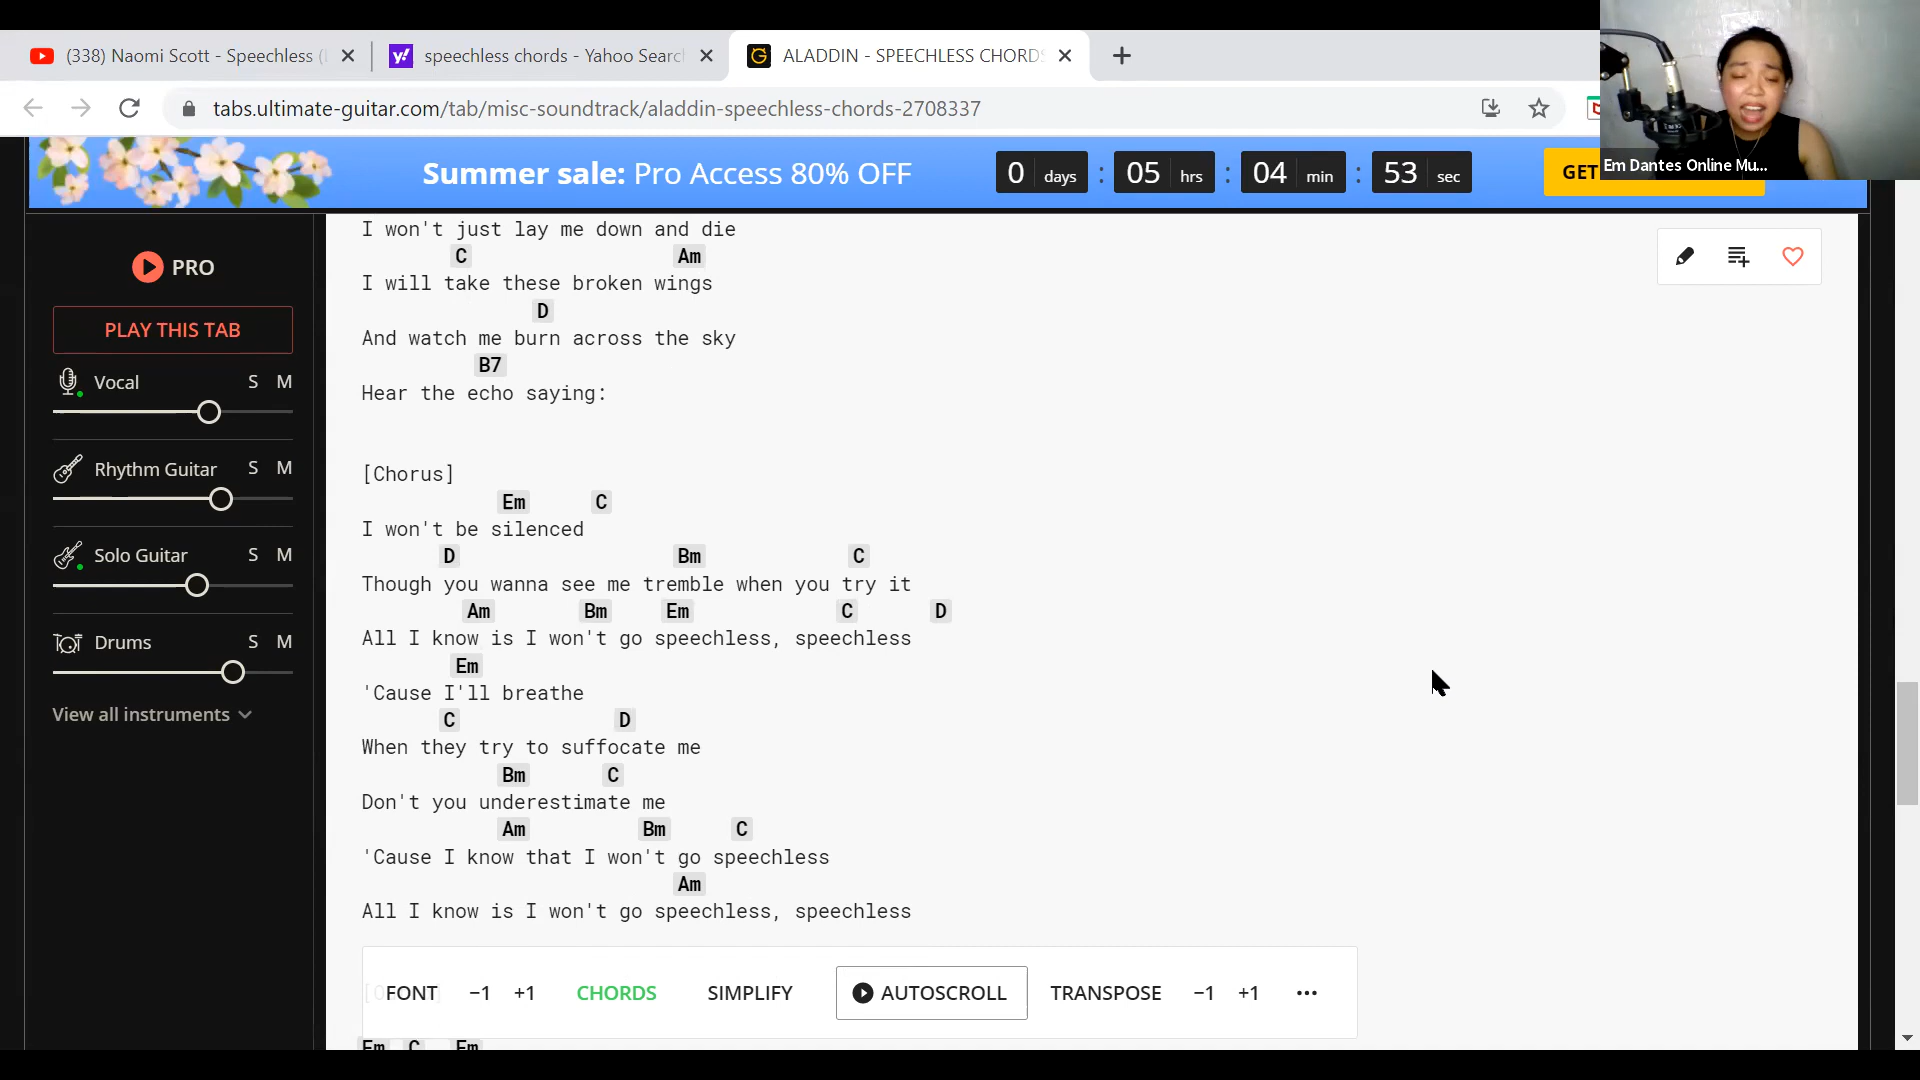 (338) Naomi Scott - Speechless (
speechless chords - Yahoo Searc
ALADDIN - SPEECHLESS CHORDS
tabs.ultimate-guitar.com/tab/misc-soundtrack/aladdin-speechless-chords-2708337
Em Dantes Online Mu...
Summer sale: Pro Access 80% OFF
0 days : 05 hrs : 04 min : 53 sec
GET
PRO
PLAY THIS TAB
Vocal S M
Rhythm Guitar S M
Solo Guitar S M
Drums S M
View all instruments
I won't just lay me down and die
C Am
I will take these broken wings
D
And watch me burn across the sky
B7
Hear the echo saying:
[Chorus]
Em C
I won't be silenced
D Bm C
Though you wanna see me tremble when you try it
Am Bm Em C D
All I know is I won't go speechless, speechless
Em
'Cause I'll breathe
C D
When they try to suffocate me
Bm C
Don't you underestimate me
Am Bm C
'Cause I know that I won't go speechless
Am
All I know is I won't go speechless, speechless
FONT −1 +1 CHORDS SIMPLIFY AUTOSCROLL TRANSPOSE −1 +1 •••
Em C Em